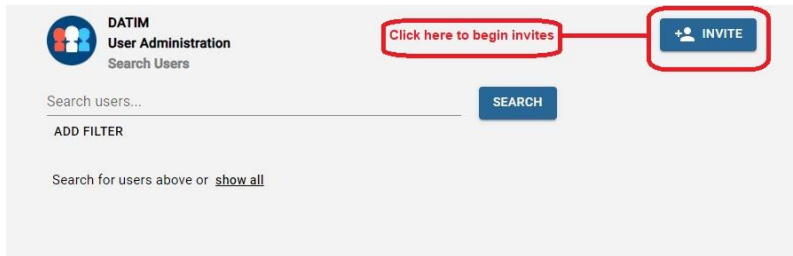 DATIM
User Administration
Search Users
Click here to begin invites
INVITE
Search users...
SEARCH
ADD FILTER
Search for users above or show all